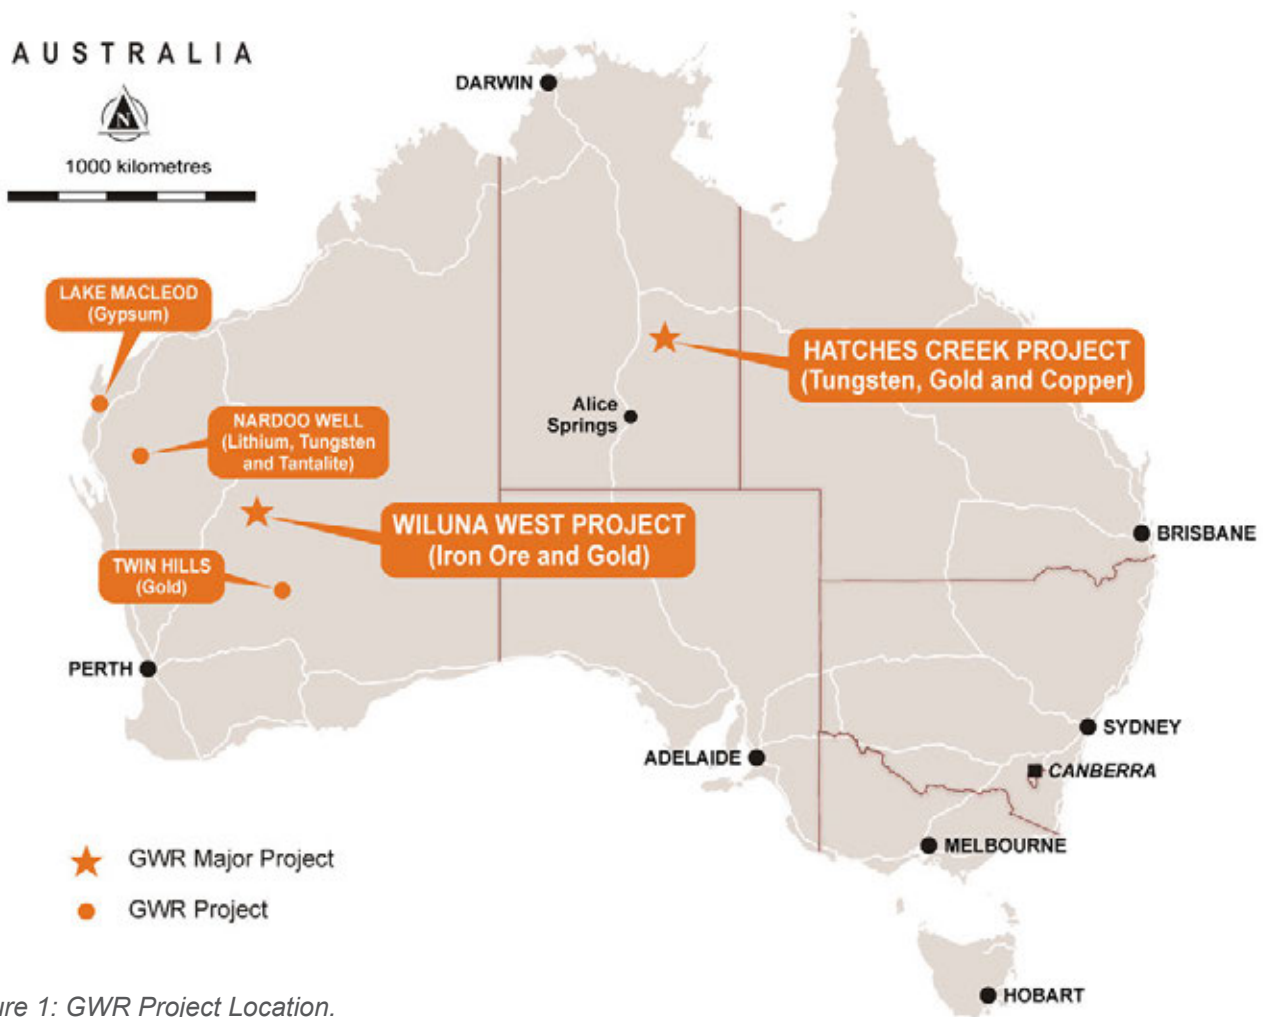 AUSTRALIA
N
1000 kilometres
DARWIN
LAKE MACLEOD
(Gypsum)
HATCHES CREEK PROJECT
(Tungsten, Gold and Copper)
Alice
Springs
NARDOO WELL
(Lithium, Tungsten
and Tantalite)
WILUNA WEST PROJECT
(Iron Ore and Gold)
BRISBANE
TWIN HILLS
(Gold)
PERTH
SYDNEY
ADELAIDE
CANBERRA
MELBOURNE
GWR Major Project
GWR Project
HOBART
ure 1: GWR Project Location.